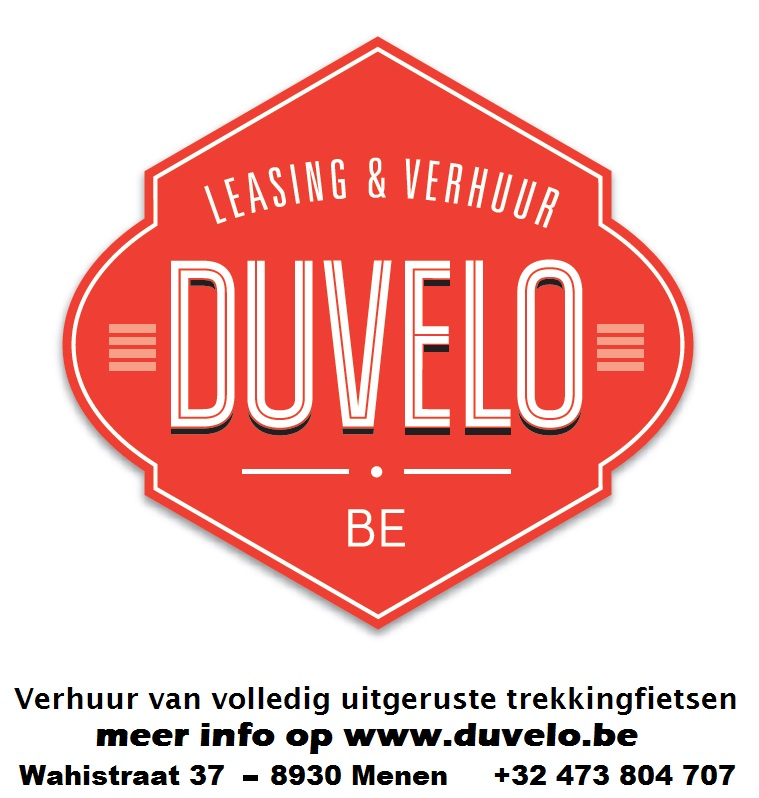 LEASING & VERHUUR
DUVELO
BE
Verhuur van volledig uitgeruste trekkingfietsen
meer info op www.duvelo.be
Wahistraat 37 – 8930 Menen +32 473 804 707